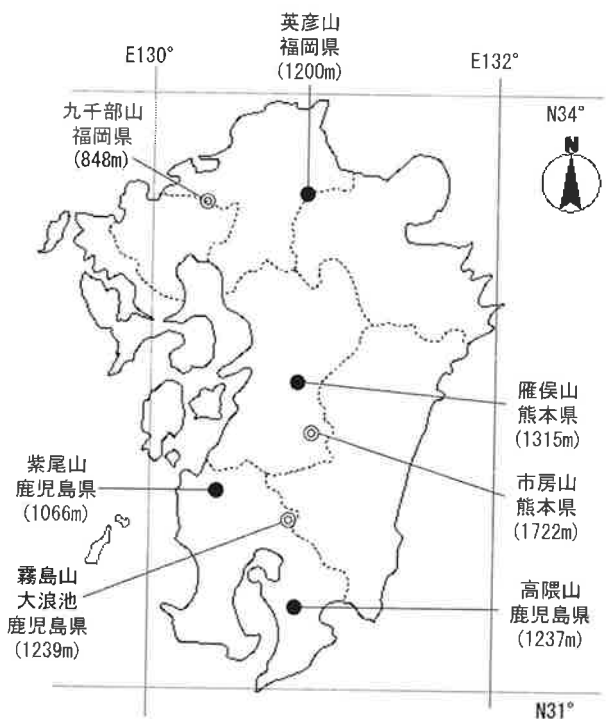 英彦山
福岡県
(1200m)
E130°
E132°
N34°
九千部山
福岡県
(848m)
N
雁俣山
熊本県
(1315m)
市房山
熊本県
(1722m)
紫尾山
鹿児島県
(1066m)
霧島山
大浪池
鹿児島県
(1239m)
高隈山
鹿児島県
(1237m)
N31°